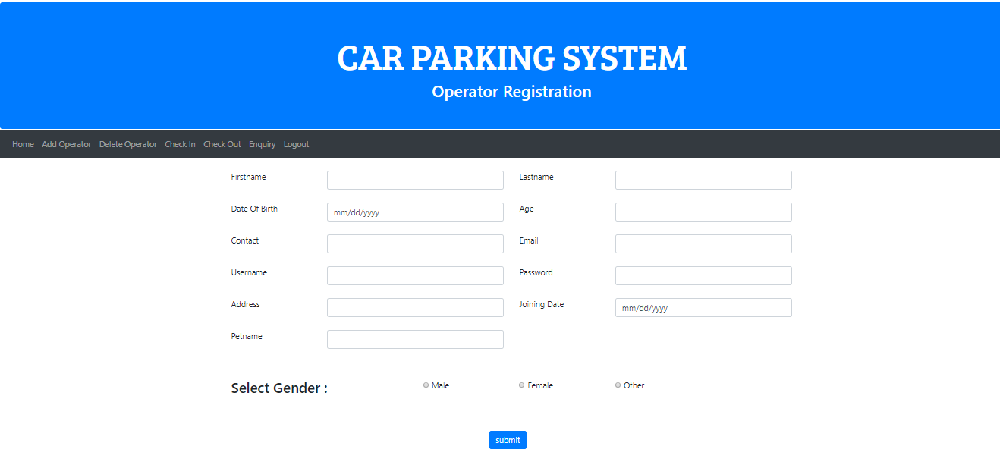 CAR PARKING SYSTEM
Operator Registration
Home Add Operator Delete Operator Check In Check Out Enquiry Logout
Firstname Lastname
Date Of Birth mm/dd/yyyy Age
Contact Email
Username Password
Address Joining Date mm/dd/yyyy
Petname
Select Gender : Male Female Other
submit